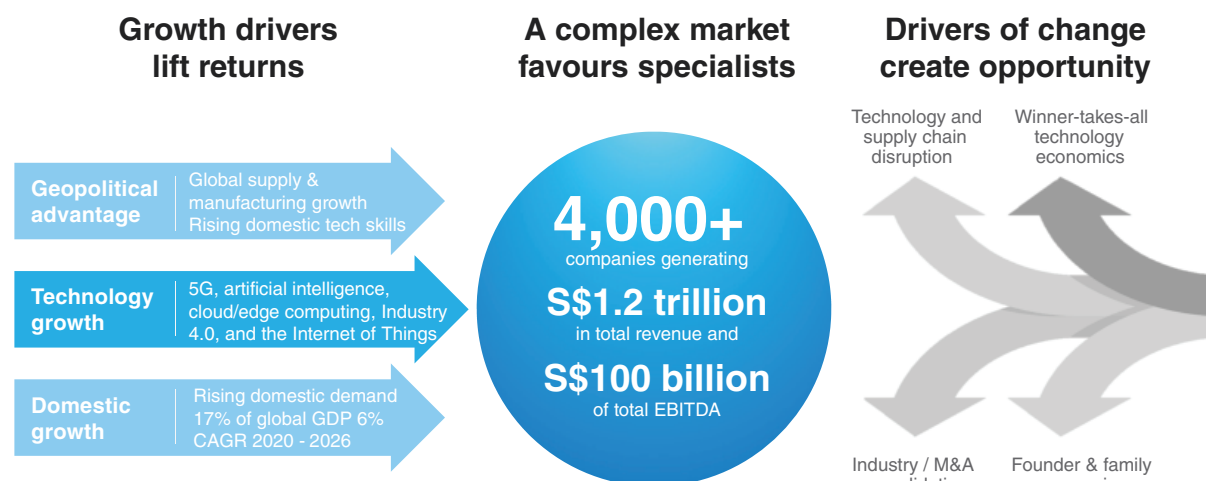 Growth drivers
lift returns
Geopolitical
advantage
Global supply &
manufacturing growth
Rising domestic tech skills
Technology
growth
5G, artificial intelligence,
cloud/edge computing, Industry
4.0, and the Internet of Things
Domestic
growth
Rising domestic demand
17% of global GDP 6%
CAGR 2020 - 2026
A complex market
favours specialists
4,000+
companies generating
S$1.2 trillion
in total revenue and
S$100 billion
of total EBITDA
Drivers of change
create opportunity
Technology and
supply chain
disruption
Winner-takes-all
technology
economics
Industry / M&A
Founder & family